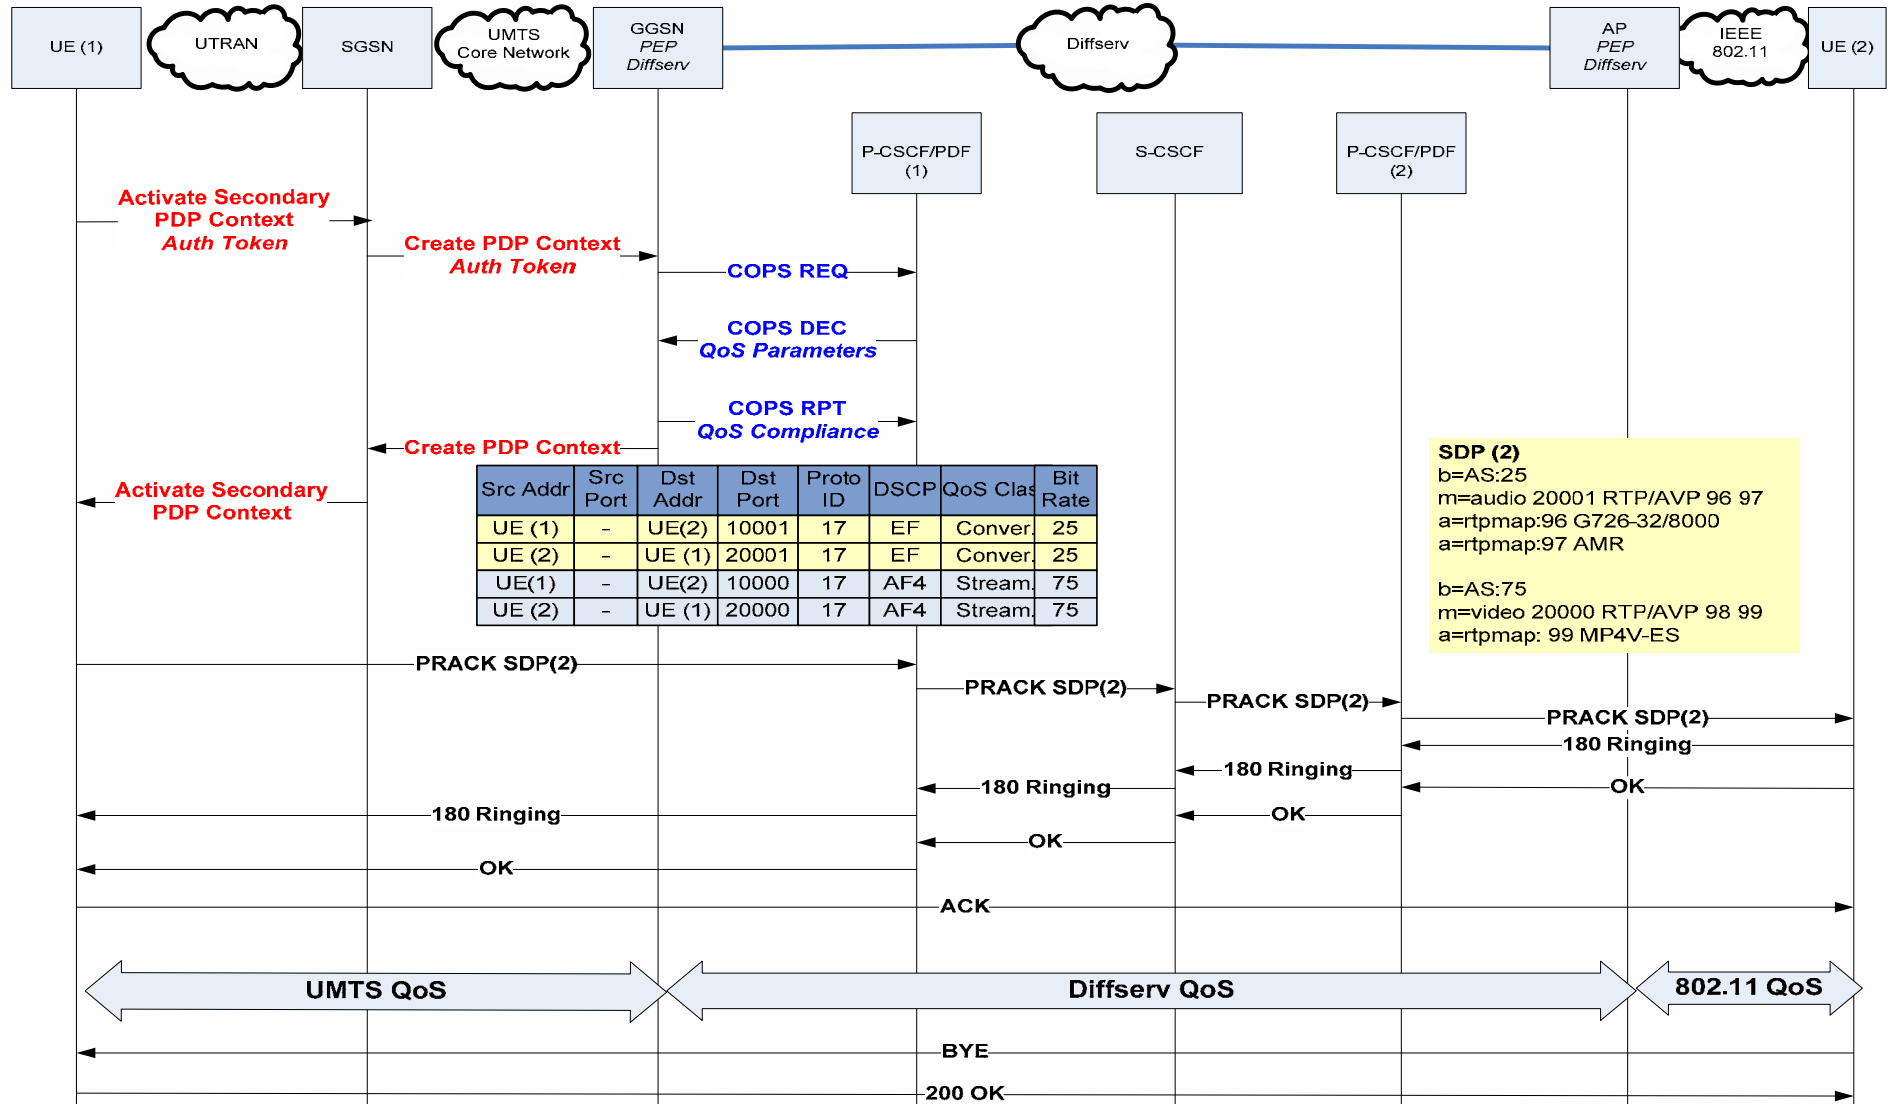 UE (1)
UTRAN
SGSN
UMTS
Core Network
GGSN
PEP
Diffserv
Diffserv
AP
PEP
Diffserv
IEEE
802.11
UE (2)
P-CSCF/PDF
(1)
S-CSCF
P-CSCF/PDF
(2)
Activate Secondary
PDP Context
Auth Token
Create PDP Context
Auth Token
COPS REQ
COPS DEC
QoS Parameters
COPS RPT
QoS Compliance
Create PDP Context
Activate Secondary
PDP Context
Src Addr Src Port Dst Addr Dst Port Proto ID DSCP QoS Clas Bit Rate
UE (1) - UE(2) 10001 17 EF Conver. 25
UE (2) - UE (1) 20001 17 EF Conver. 25
UE(1) - UE(2) 10000 17 AF4 Stream. 75
UE (2) - UE (1) 20000 17 AF4 Stream. 75
SDP (2)
b=AS:25
m=audio 20001 RTP/AVP 96 97
a=rtpmap:96 G726-32/8000
a=rtpmap:97 AMR
b=AS:75
m=video 20000 RTP/AVP 98 99
a=rtpmap: 99 MP4V-ES
PRACK SDP(2)
PRACK SDP(2)
PRACK SDP(2)
PRACK SDP(2)
180 Ringing
180 Ringing
180 Ringing
OK
180 Ringing
OK
OK
OK
ACK
UMTS QoS
Diffserv QoS
802.11 QoS
BYE
200 OK